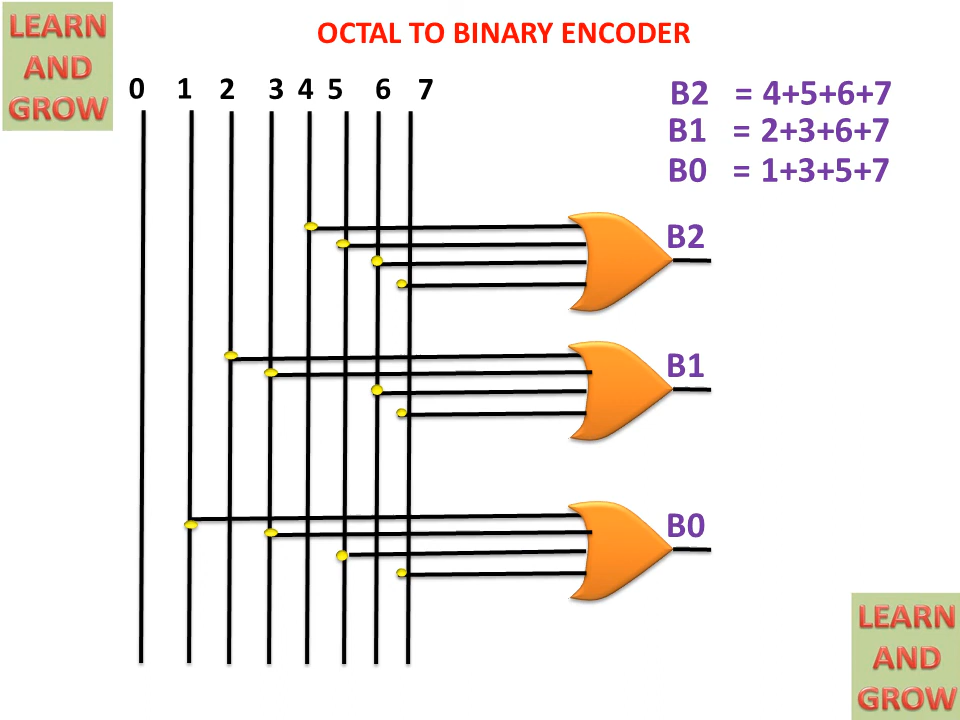 LEARN
AND
GROW
OCTAL TO BINARY ENCODER
0 1 2 3 4 5 6 7
B2 = 4+5+6+7
B1 = 2+3+6+7
B0 = 1+3+5+7
B2
B1
B0
LEARN
AND
GROW